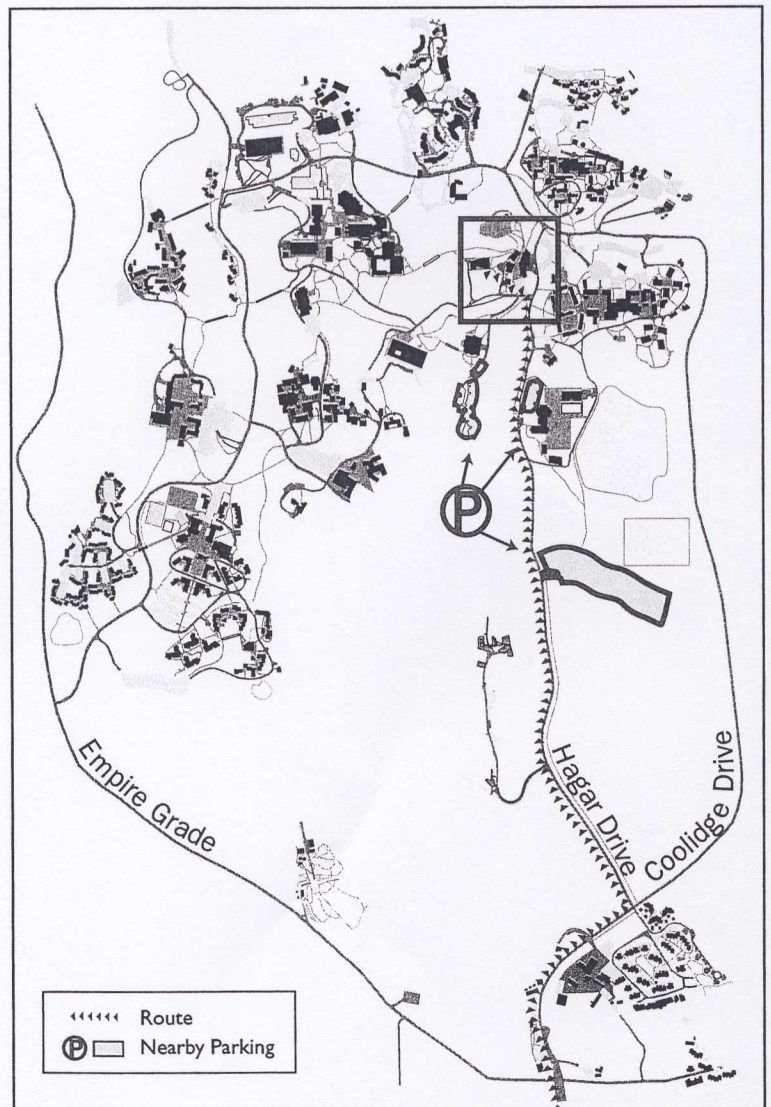 P
Empire Grade
Hagar Drive
Coolidge Drive
Route
P Nearby Parking